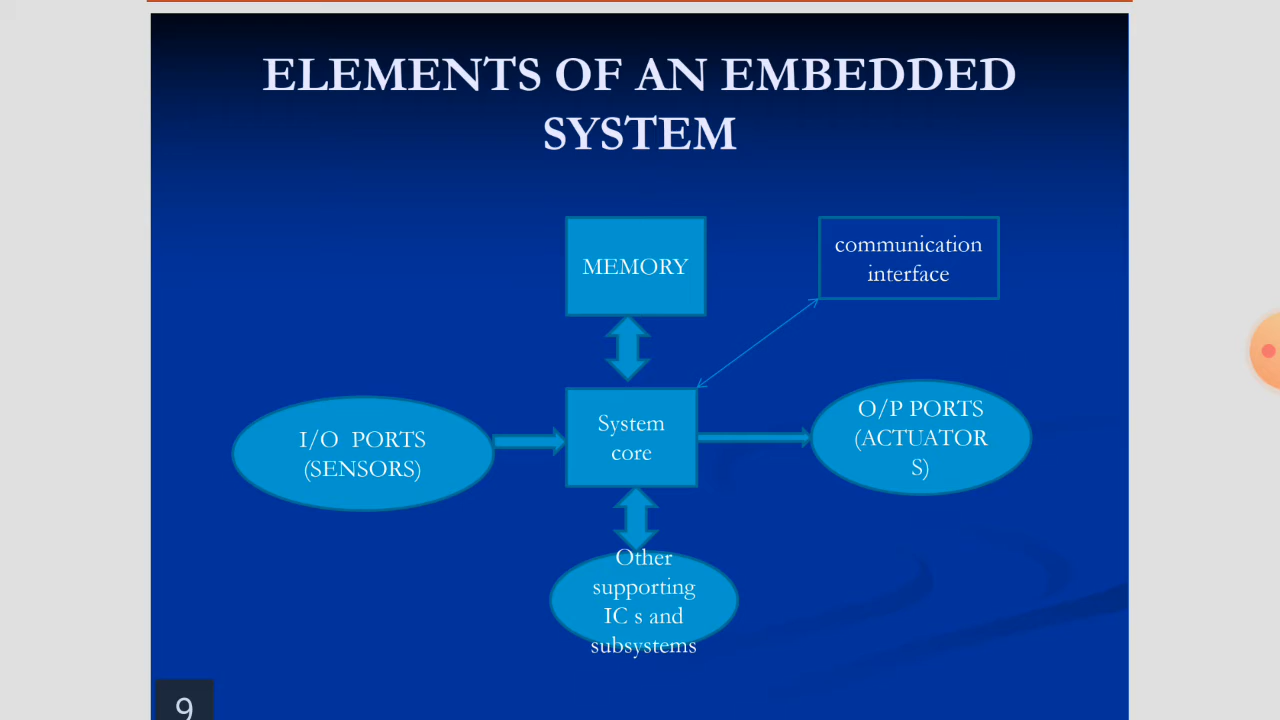 ELEMENTS OF AN EMBEDDED
SYSTEM
MEMORY
communication
interface
I/O PORTS
(SENSORS)
System
core
O/P PORTS
(ACTUATOR
S)
Other
supporting
IC s and
subsystems
9